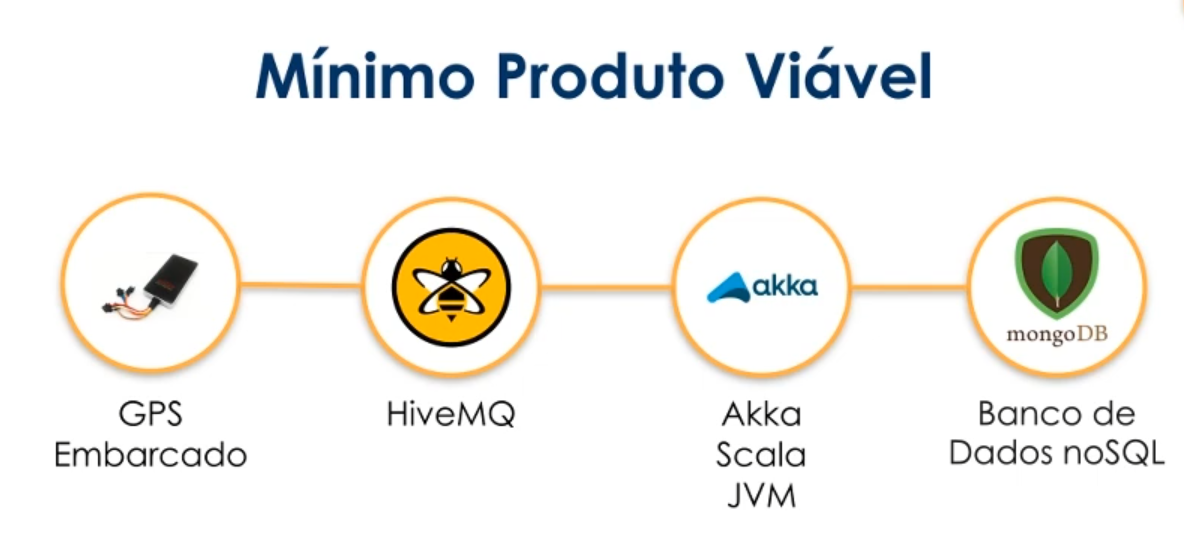 Mínimo Produto Viável
akka
mongoDB
GPS
Embarcado
HiveMQ
Akka
Scala
JVM
Banco de
Dados noSQL